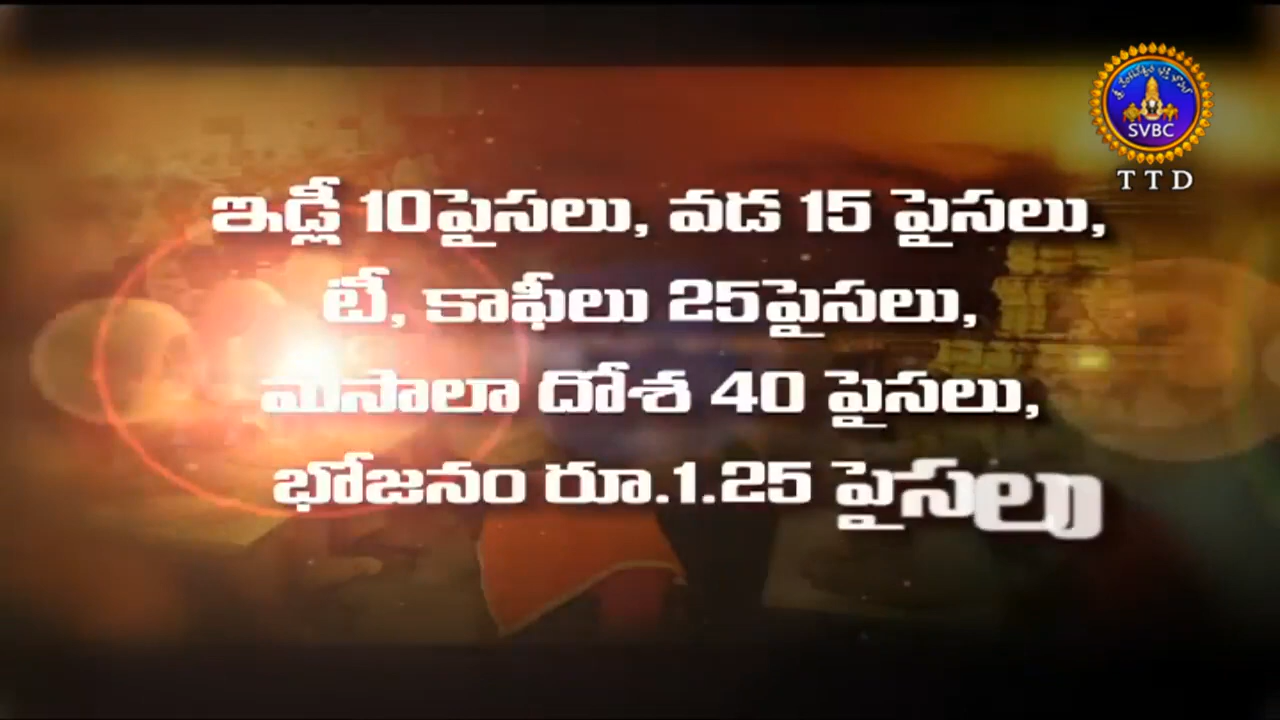 SVBC
TTD
ఇడ్లీ 10పైసలు, వడ 15 పైసలు,
టీ, కాఫీలు 25పైసలు,
మసాలా దోశ 40 పైసలు,
భోజనం రూ.1.25 పైసలు